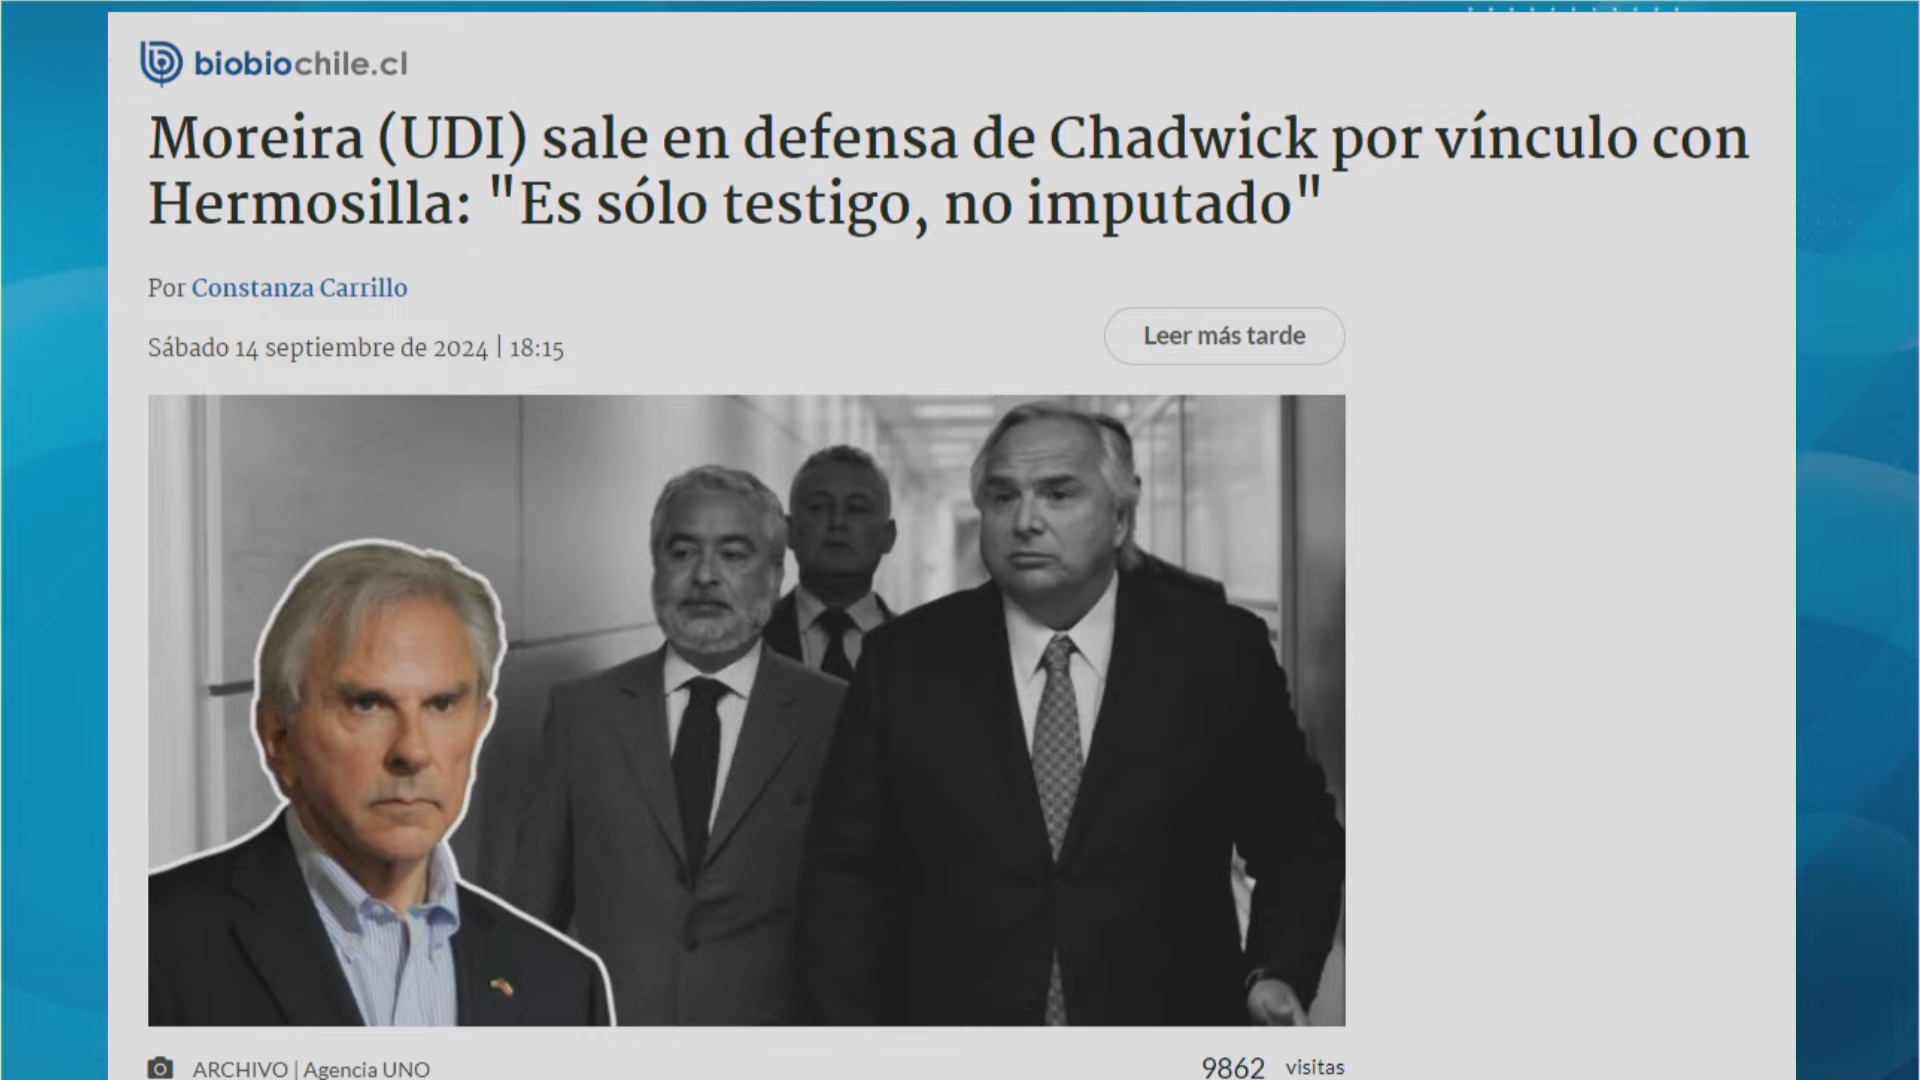 biobiochile.cl
Moreira (UDI) sale en defensa de Chadwick por vínculo con
Hermosilla: "Es sólo testigo, no imputado"
Por Constanza Carrillo
Leer más tarde
Sábado 14 septiembre de 2024 | 18:15
ARCHIVO | Agencia UNO
9862 visitas